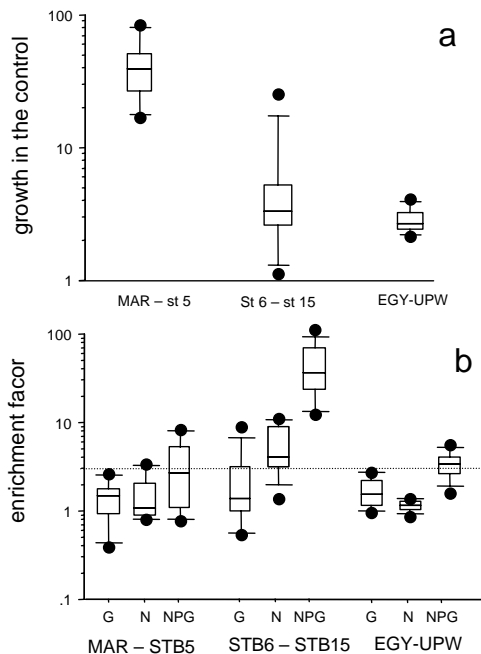 a
growth in the control
100
10
1
MAR – st 5
St 6 – st 15
EGY-UPW
b
enrichment facor
100
10
1
.1
G N NPG G N NPG G N NPG
MAR – STB5 STB6 – STB15 EGY-UPW